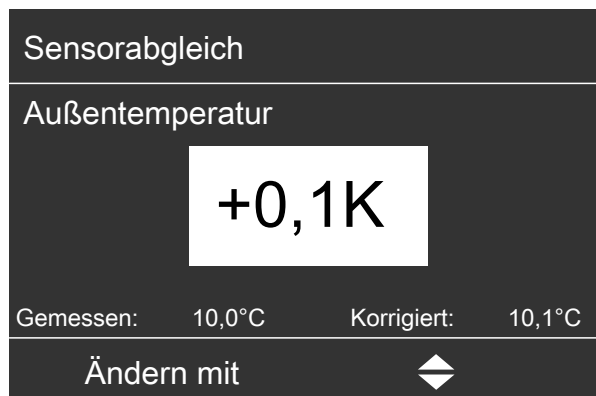 Sensorabgleich
Außentemperatur
+0,1K
Gemessen: 10,0°C Korrigiert: 10,1°C
Ändern mit